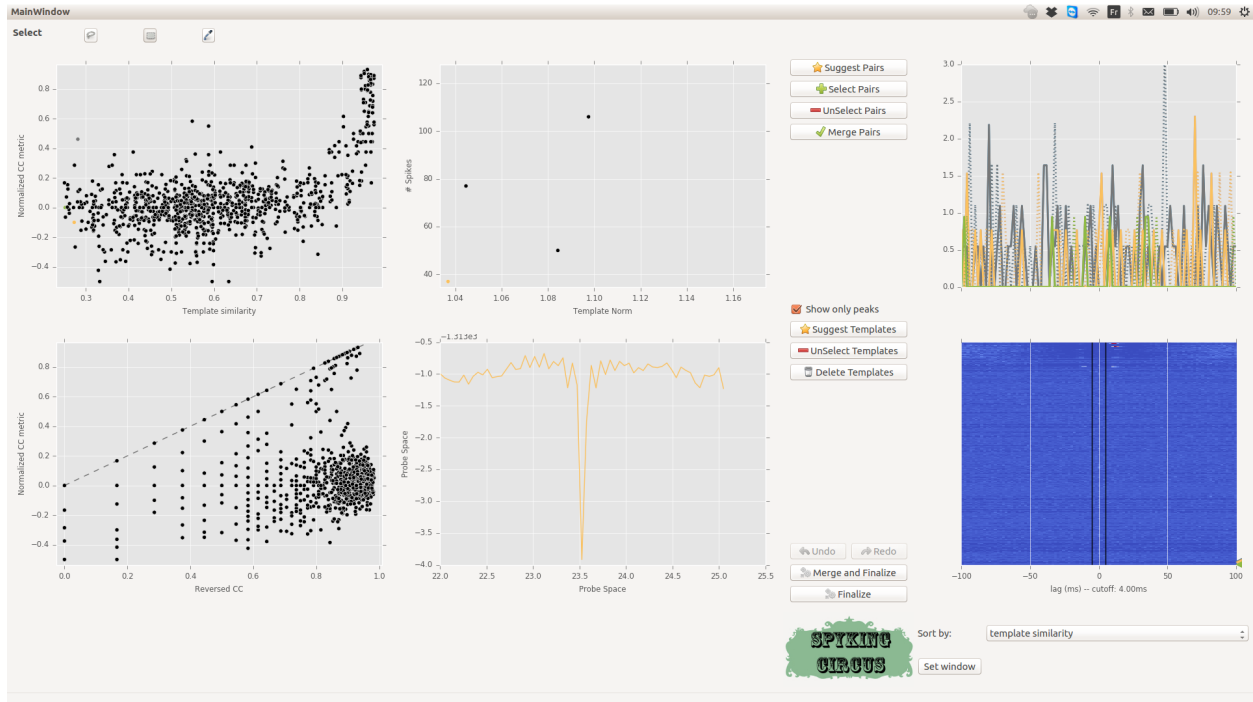 MainWindow
Fr
09:59
Select
0.8
0.6
0.4
0.2
0.0
−0.2
−0.4
Normalized CC metric
0.3 0.4 0.5 0.6 0.7 0.8 0.9
Template similarity
120
100
80
60
40
# Spikes
1.04 1.06 1.08 1.10 1.12 1.14 1.16
Template Norm
Suggest Pairs
Select Pairs
UnSelect Pairs
Merge Pairs
3.0
2.5
2.0
1.5
1.0
0.5
0.0
Show only peaks
Suggest Templates
UnSelect Templates
Delete Templates
0.8
0.6
0.4
0.2
0.0
−0.2
−0.4
Normalized CC metric
0.0 0.2 0.4 0.6 0.8 1.0
Reversed CC
−1.313e3
−0.5
−1.0
−1.5
−2.0
−2.5
−3.0
−3.5
−4.0
Probe Space
22.0 22.5 23.0 23.5 24.0 24.5 25.0 25.5
Probe Space
Undo Redo
Merge and Finalize
Finalize
−100 −50 0 50 100
lag (ms) -- cutoff: 4.00ms
SPYKING
CIRCUS
Sort by: template similarity
Set window